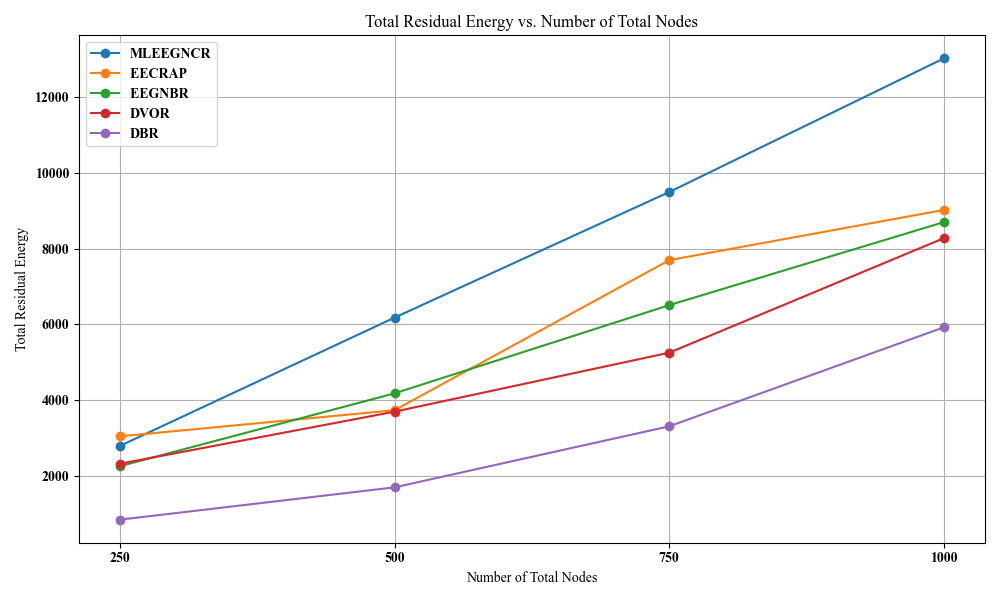 Total Residual Energy vs. Number of Total Nodes
MLEEGNCR
EECRAP
EEGNBR
DVOR
DBR
Total Residual Energy
12000
10000
8000
6000
4000
2000
250
500
750
1000
Number of Total Nodes